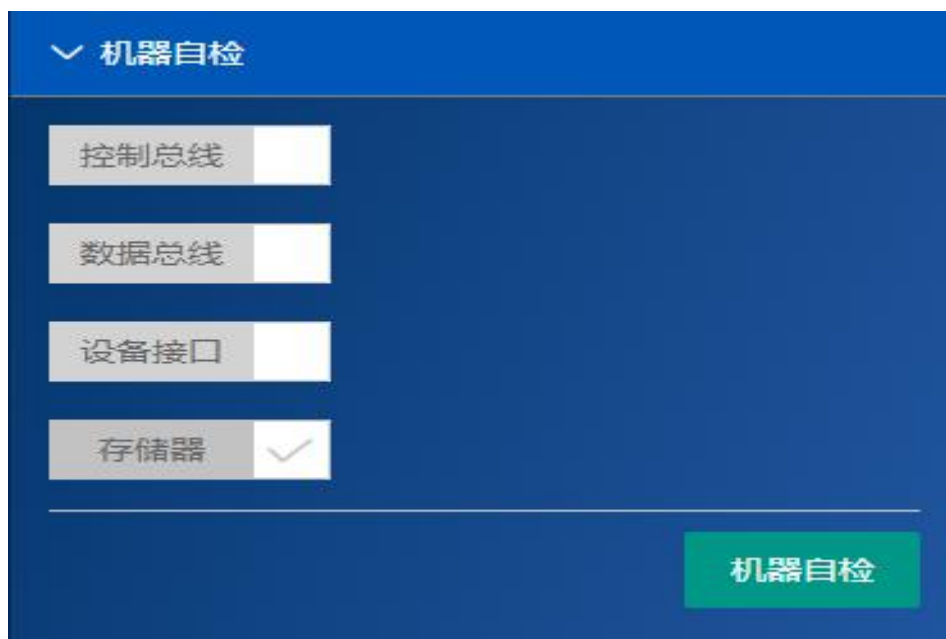 机器自检
控制总线
数据总线
设备接口
存储器
机器自检